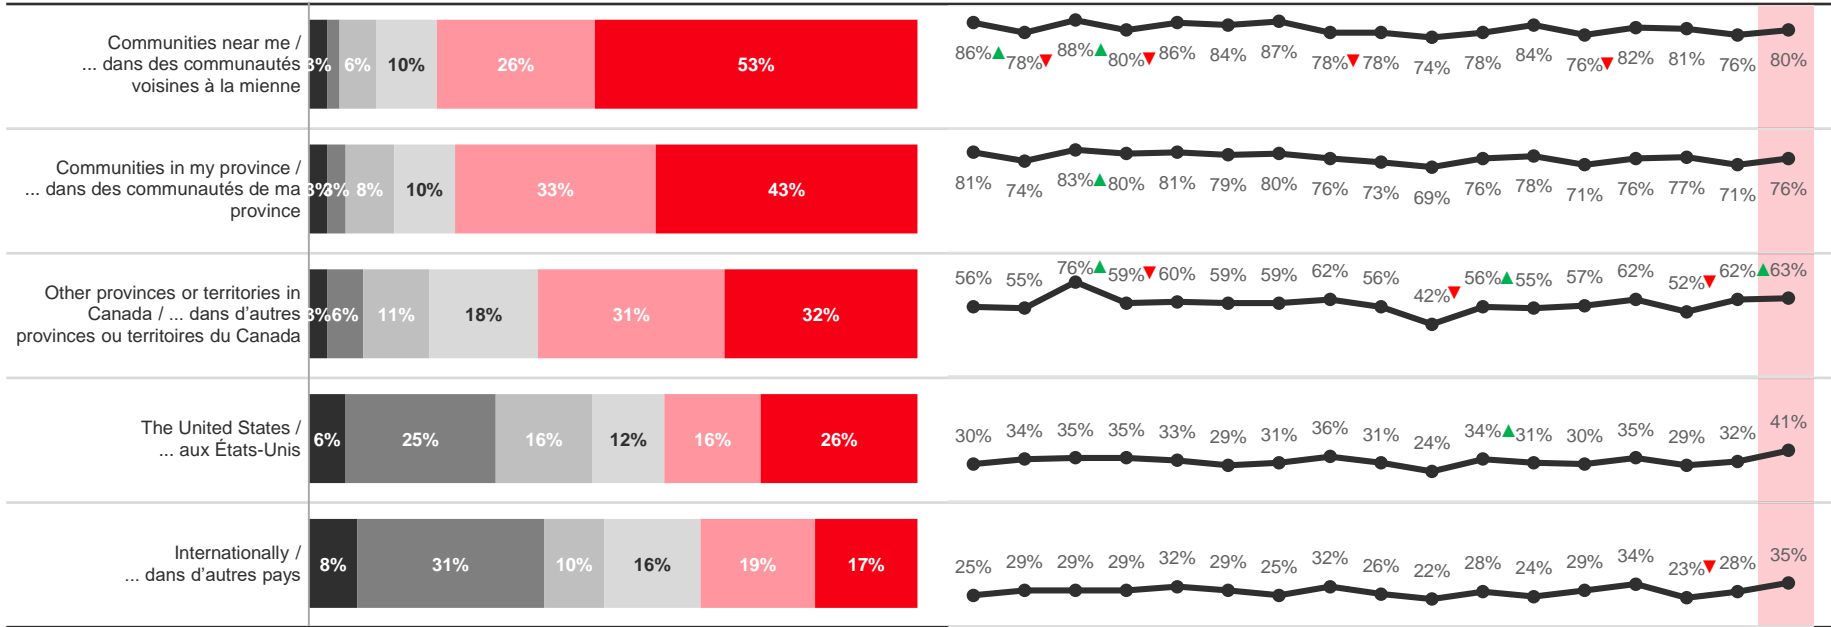 Communities near me /
... dans des communautés
voisines à la mienne
3% 6% 10% 26% 53%
86%▲ 78%▼ 88%▲ 80%▼ 86% 84% 87% 78%▼ 78% 74% 78% 84% 76%▼ 82% 81% 76% 80%
Communities in my province /
... dans des communautés de ma
province
3% 3% 8% 10% 33% 43%
81% 74% 83%▲ 80% 81% 79% 80% 76% 73% 69% 76% 78% 71% 76% 77% 71% 76%
Other provinces or territories in
Canada / ... dans d'autres
provinces ou territoires du Canada
3% 6% 11% 18% 31% 32%
56% 55% 76%▲ 59%▼ 60% 59% 59% 62% 56% 42%▼ 56%▲ 55% 57% 62% 52%▼ 62%▲ 63%
The United States /
... aux États-Unis
6% 25% 16% 12% 16% 26%
30% 34% 35% 35% 33% 29% 31% 36% 31% 24% 34%▲ 31% 30% 35% 29% 32% 41%
Internationally /
... dans d'autres pays
8% 31% 10% 16% 19% 17%
25% 29% 29% 29% 32% 29% 25% 32% 26% 22% 28% 24% 29% 34% 23%▼ 28% 35%